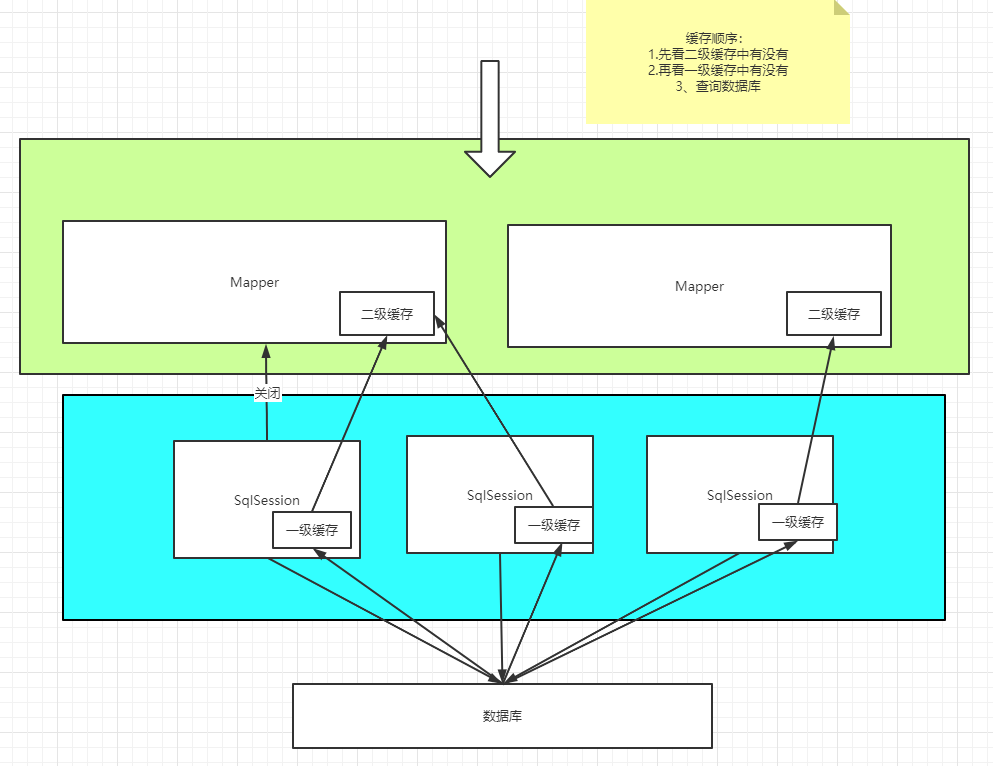 缓存顺序：
1.先看二级缓存中有没有
2.再看一级缓存中有没有
3、查询数据库
Mapper
二级缓存
Mapper
二级缓存
关闭
SqlSession
一级缓存
SqlSession
一级缓存
SqlSession
一级缓存
数据库